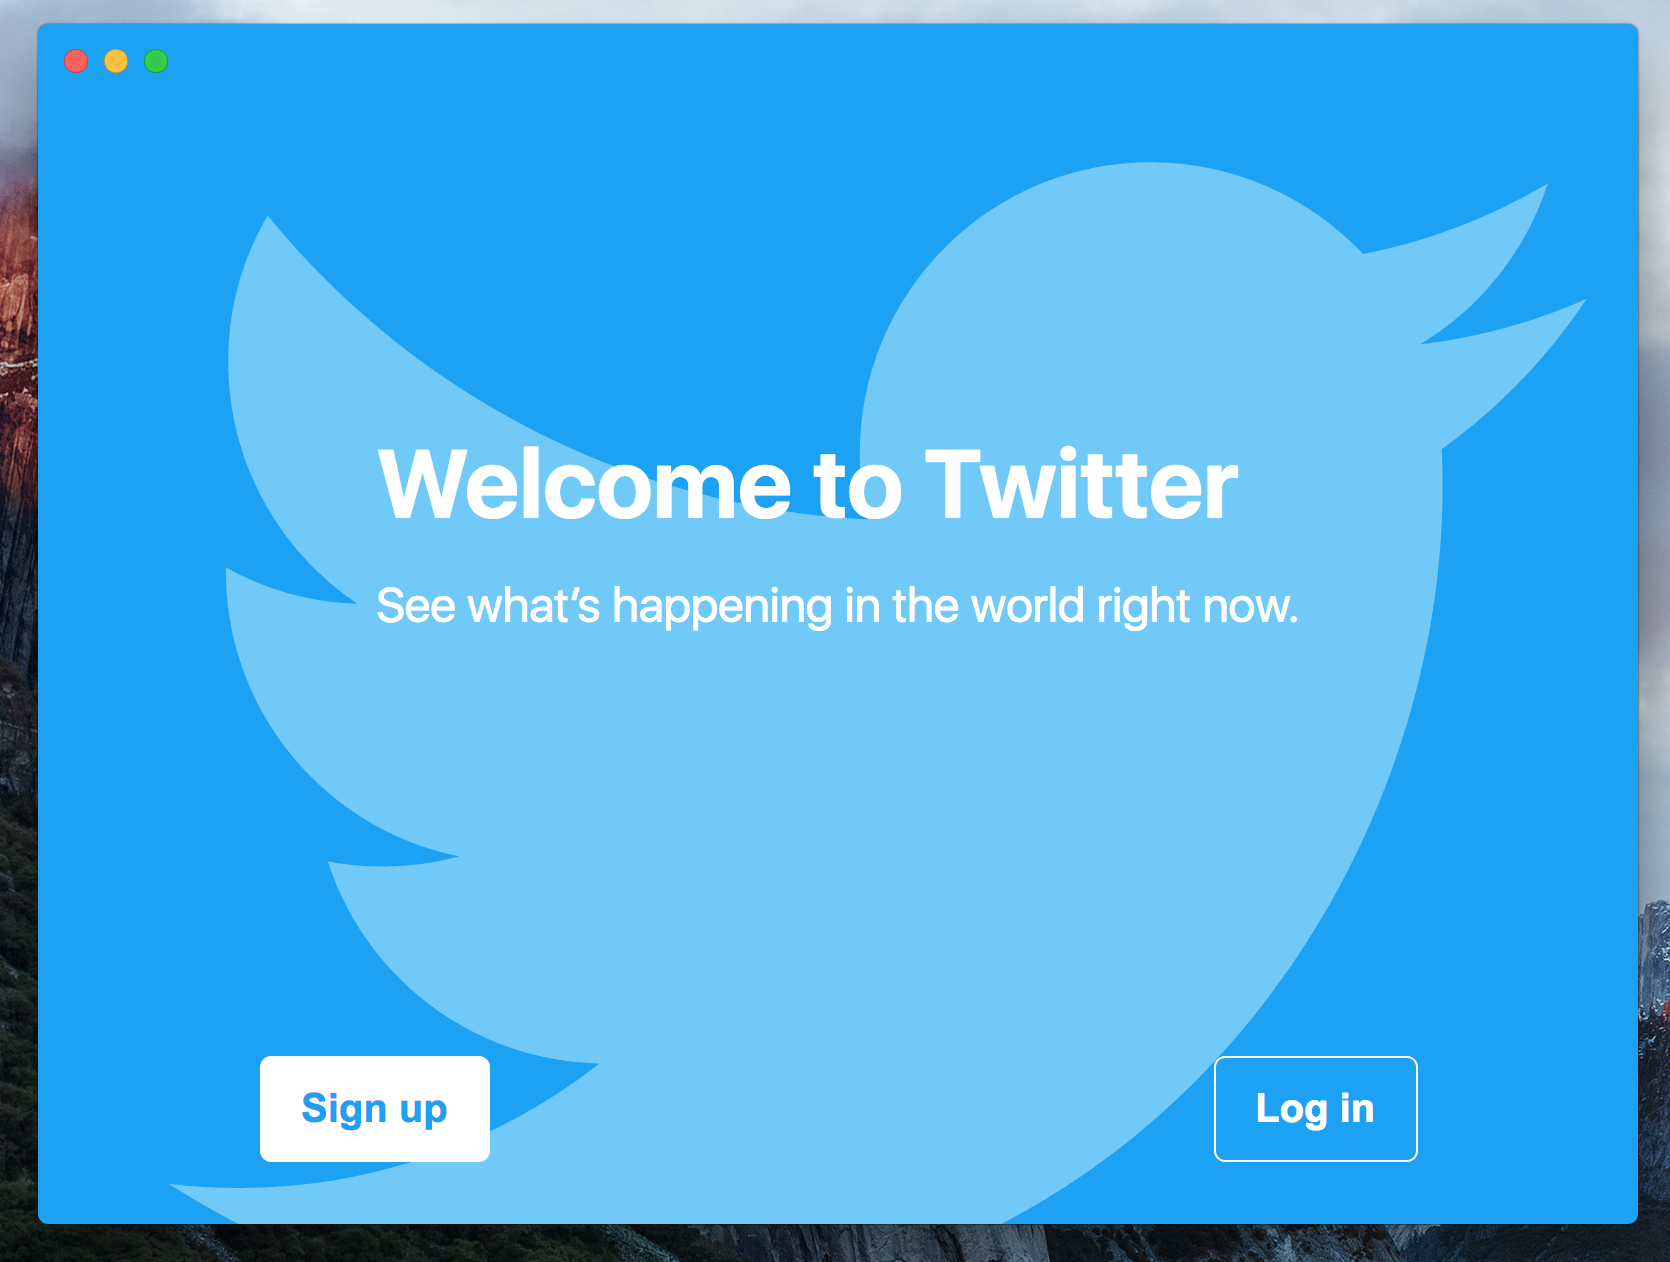 Welcome to Twitter
See what’s happening in the world right now.
Sign up
Log in